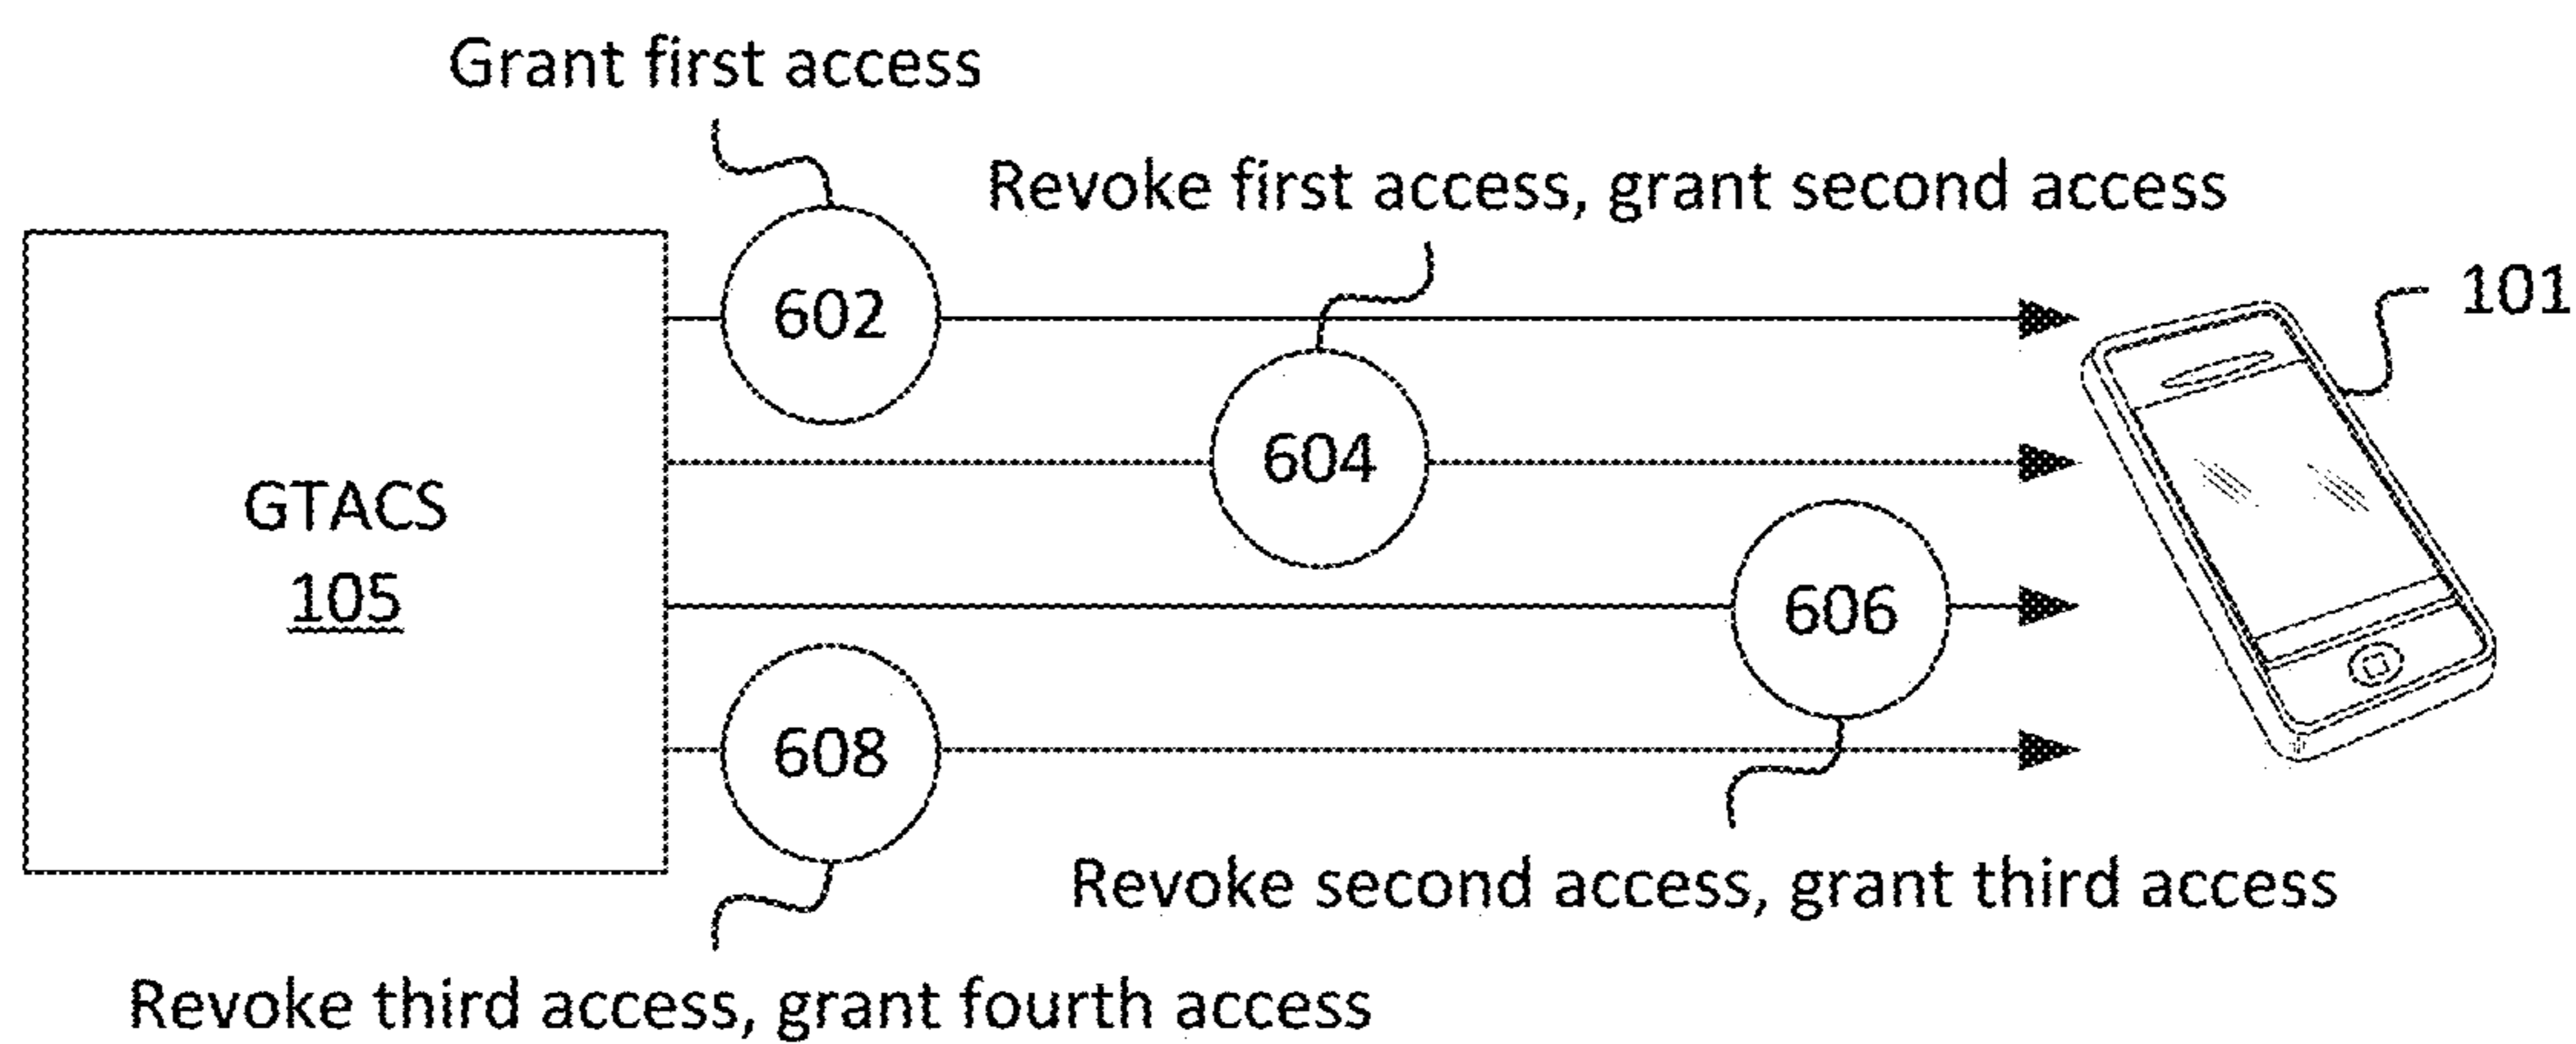 Grant first access
Revoke first access, grant second access
101
602
604
GTACS
105
606
608
Revoke second access, grant third access
Revoke third access, grant fourth access